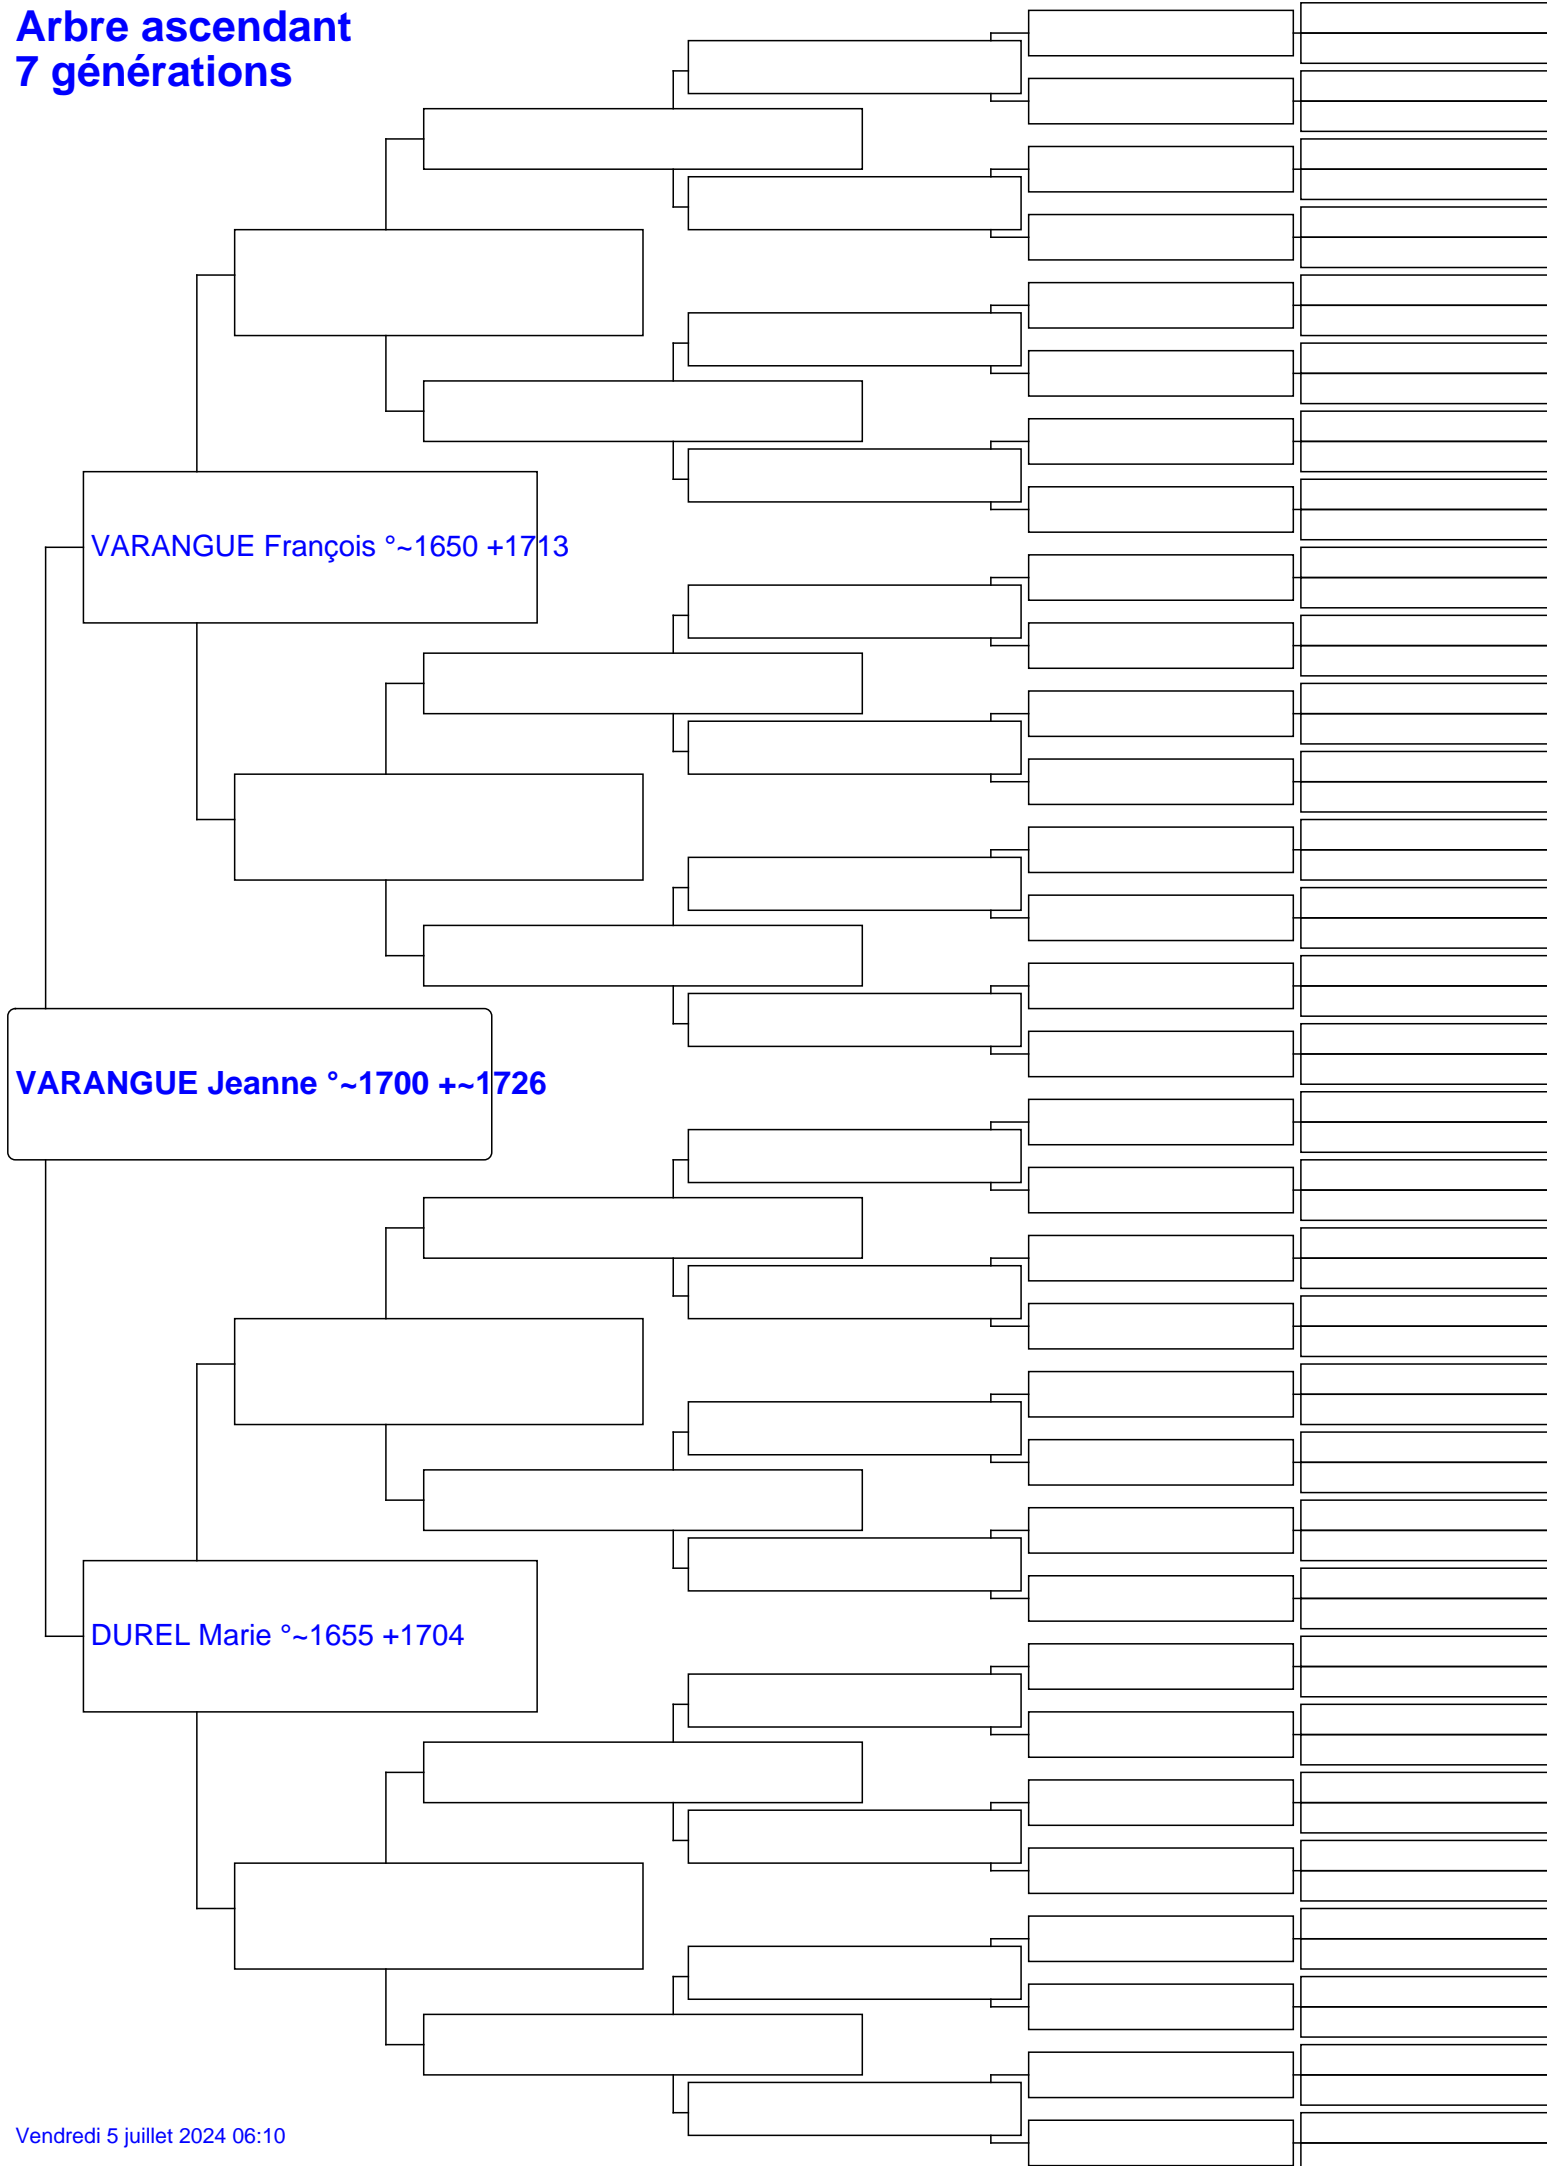 Arbre ascendant
7 générations
VARANGUE François °~1650 +1713
VARANGUE Jeanne °~1700 +~1726
DUREL Marie °~1655 +1704
Vendredi 5 juillet 2024 06:10